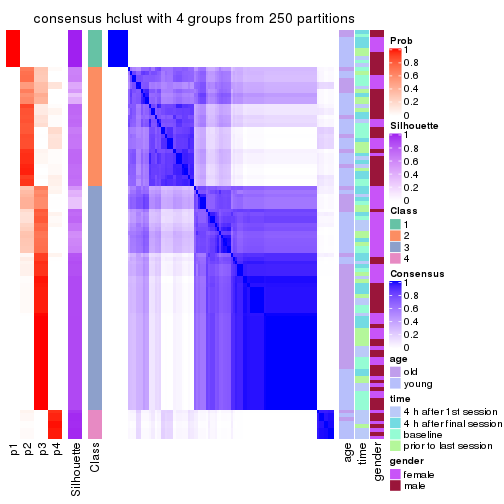 consensus hclust with 4 groups from 250 partitions
Prob
1
0.8
0.6
0.4
0.2
0
Silhouette
1
0.8
0.6
0.4
0.2
0
Class
1
2
3
4
Consensus
1
0.8
0.6
0.4
0.2
0
age
old
young
time
4 h after 1st session
4 h after final session
baseline
prior to last session
gender
female
male
p1
p2
p3
p4
Silhouette
Class
age
time
gender